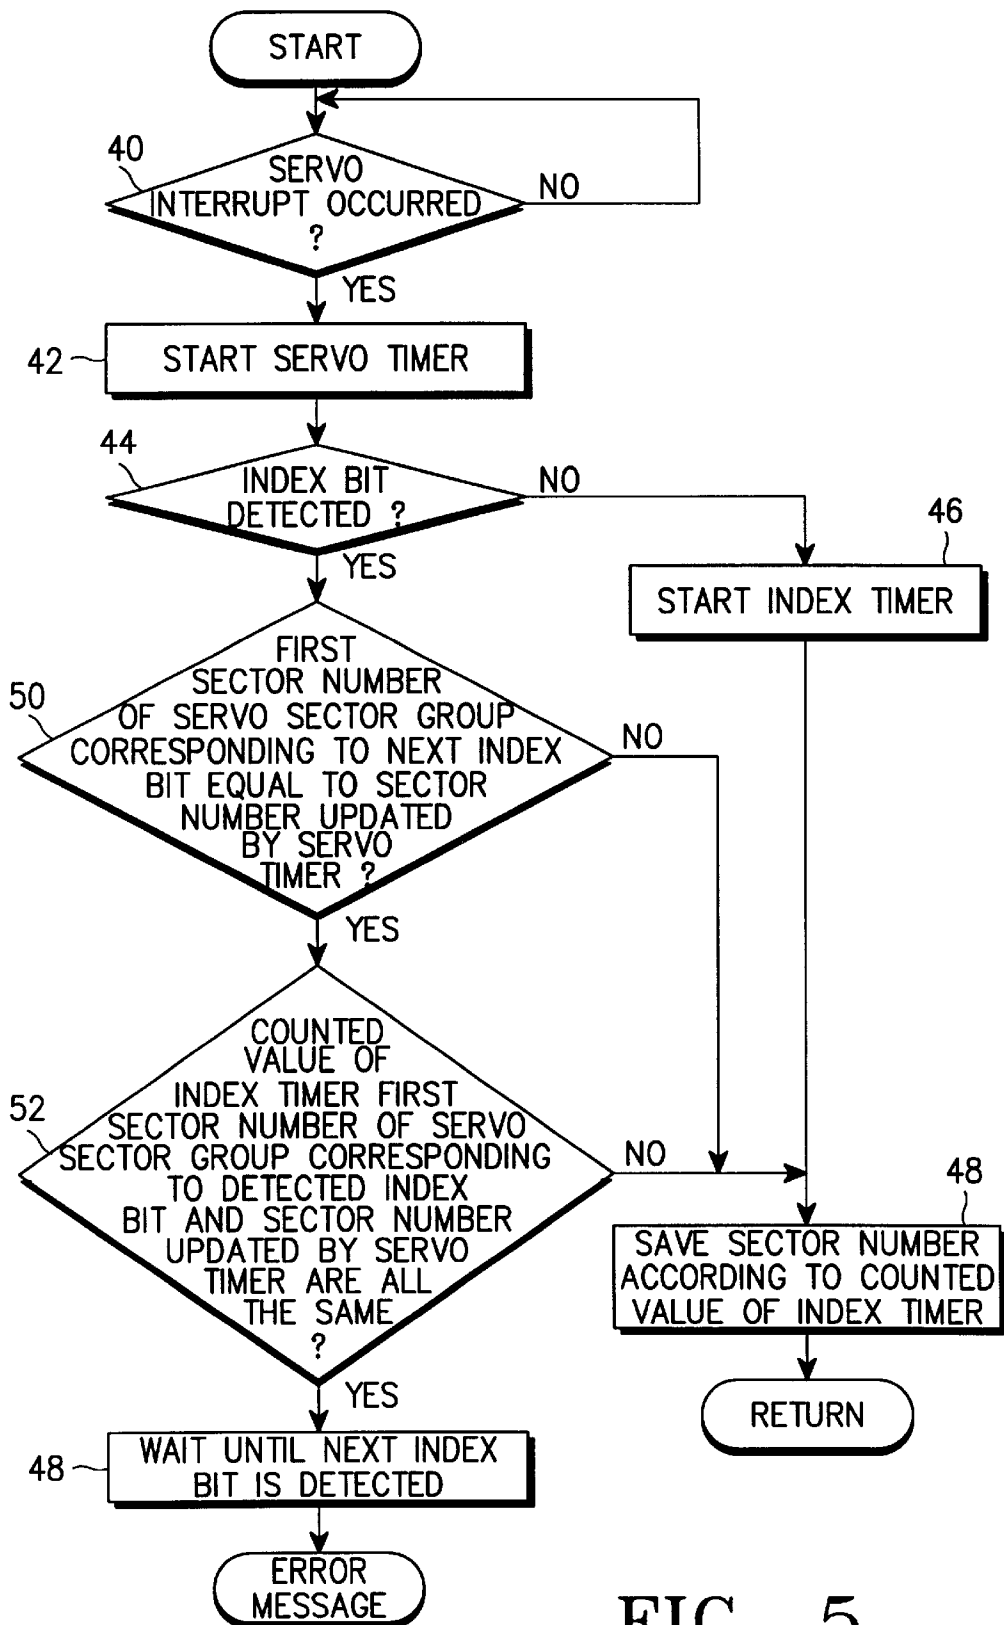 START
40
SERVO
INTERRUPT OCCURRED
?
NO
YES
42
START SERVO TIMER
44
INDEX BIT
DETECTED ?
NO
YES
46
START INDEX TIMER
50
FIRST
SECTOR NUMBER
OF SERVO SECTOR GROUP
CORRESPONDING TO NEXT INDEX
BIT EQUAL TO SECTOR
NUMBER UPDATED
BY SERVO
TIMER ?
NO
YES
52
COUNTED
VALUE OF
INDEX TIMER FIRST
SECTOR NUMBER OF SERVO
SECTOR GROUP CORRESPONDING
TO DETECTED INDEX
BIT AND SECTOR NUMBER
UPDATED BY SERVO
TIMER ARE ALL
THE SAME
?
NO
YES
48
SAVE SECTOR NUMBER
ACCORDING TO COUNTED
VALUE OF INDEX TIMER
RETURN
48
WAIT UNTIL NEXT INDEX
BIT IS DETECTED
ERROR
MESSAGE
FIG. 5